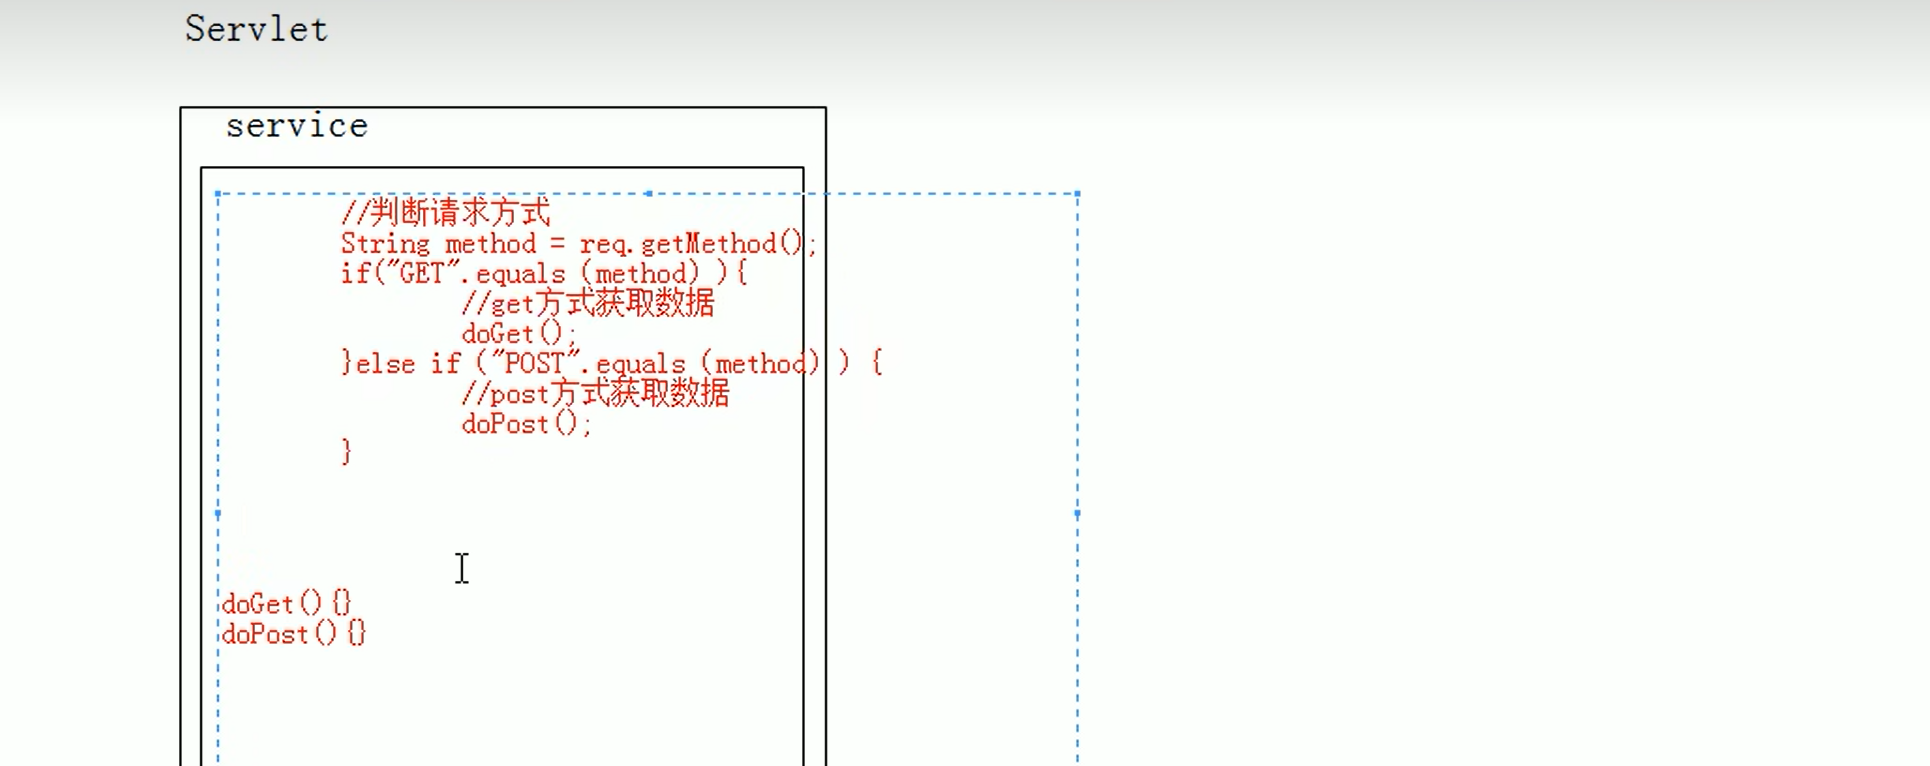 Servlet
service
//判断请求方式
String method = req.getMethod();
if("GET".equals (method) ){
//get方式获取数据
doGet();
}else if ("POST".equals (method) ) {
//post方式获取数据
doPost();
}
doGet(){}
doPost(){}